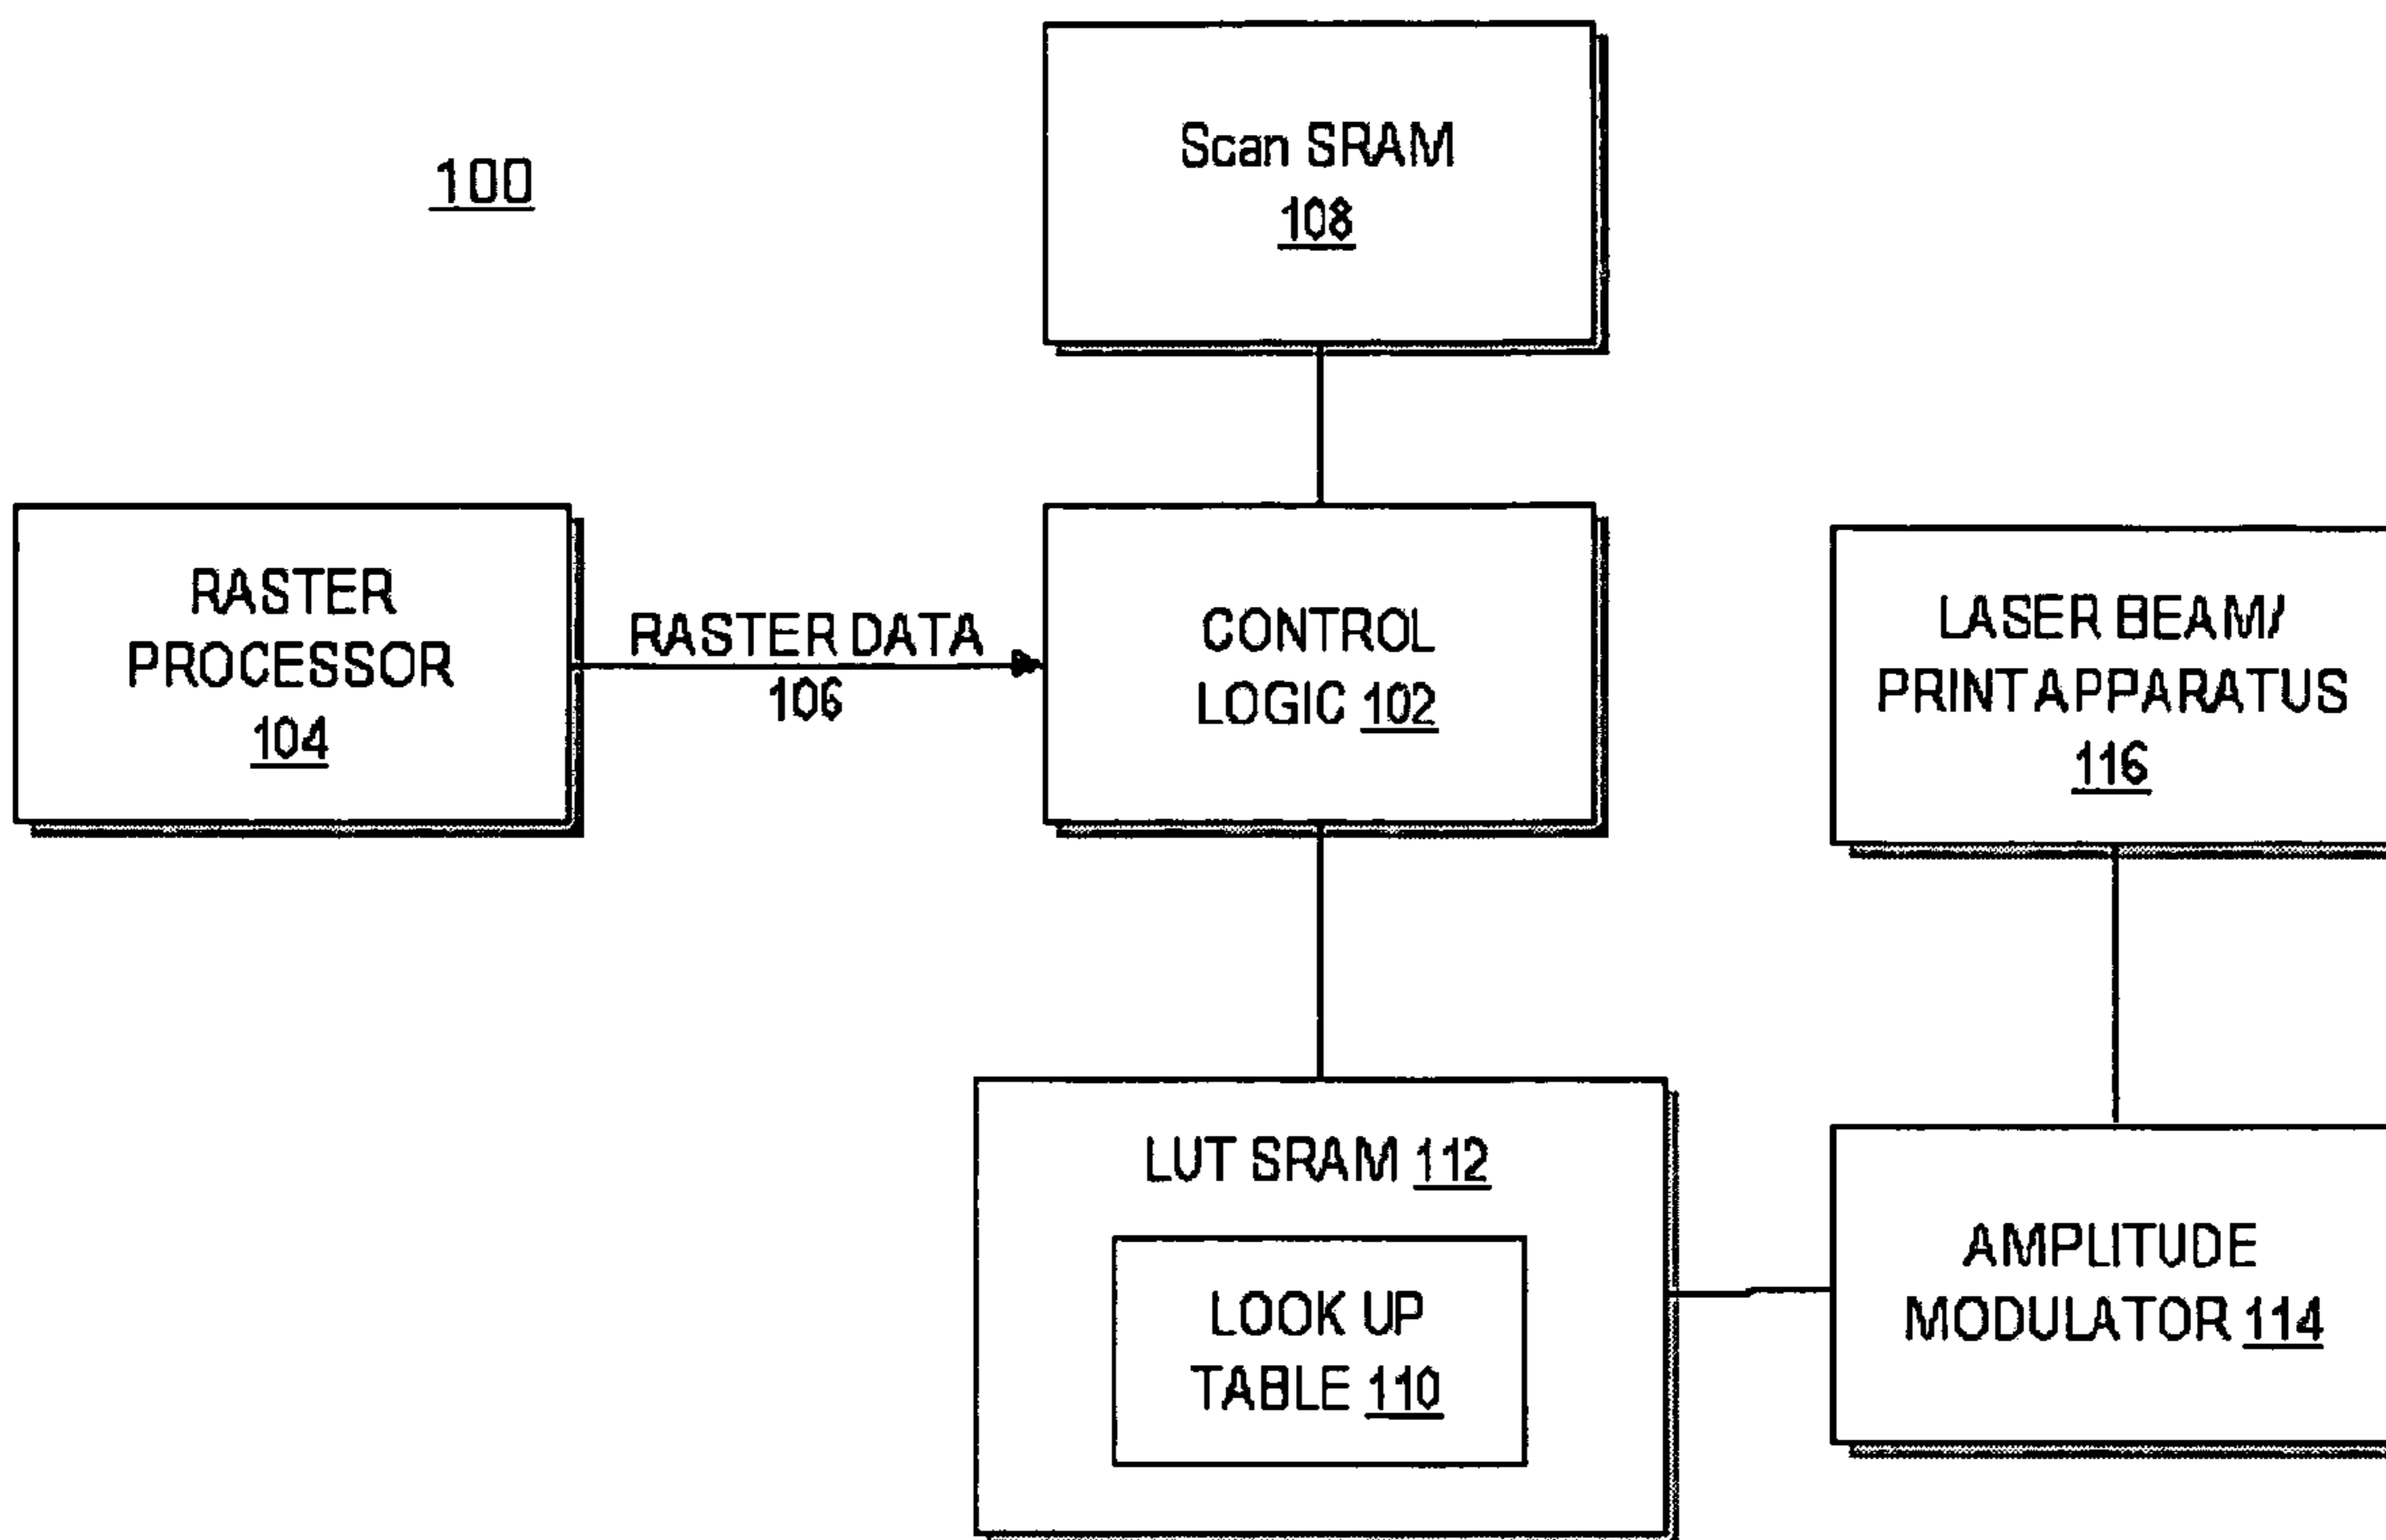 100
Scan SRAM
108
RASTER
PROCESSOR
104
RASTER DATA
106
CONTROL
LOGIC 102
LASER BEAM/
PRINT APPARATUS
116
LUT SRAM 112
LOOK UP
TABLE 110
AMPLITUDE
MODULATOR 114